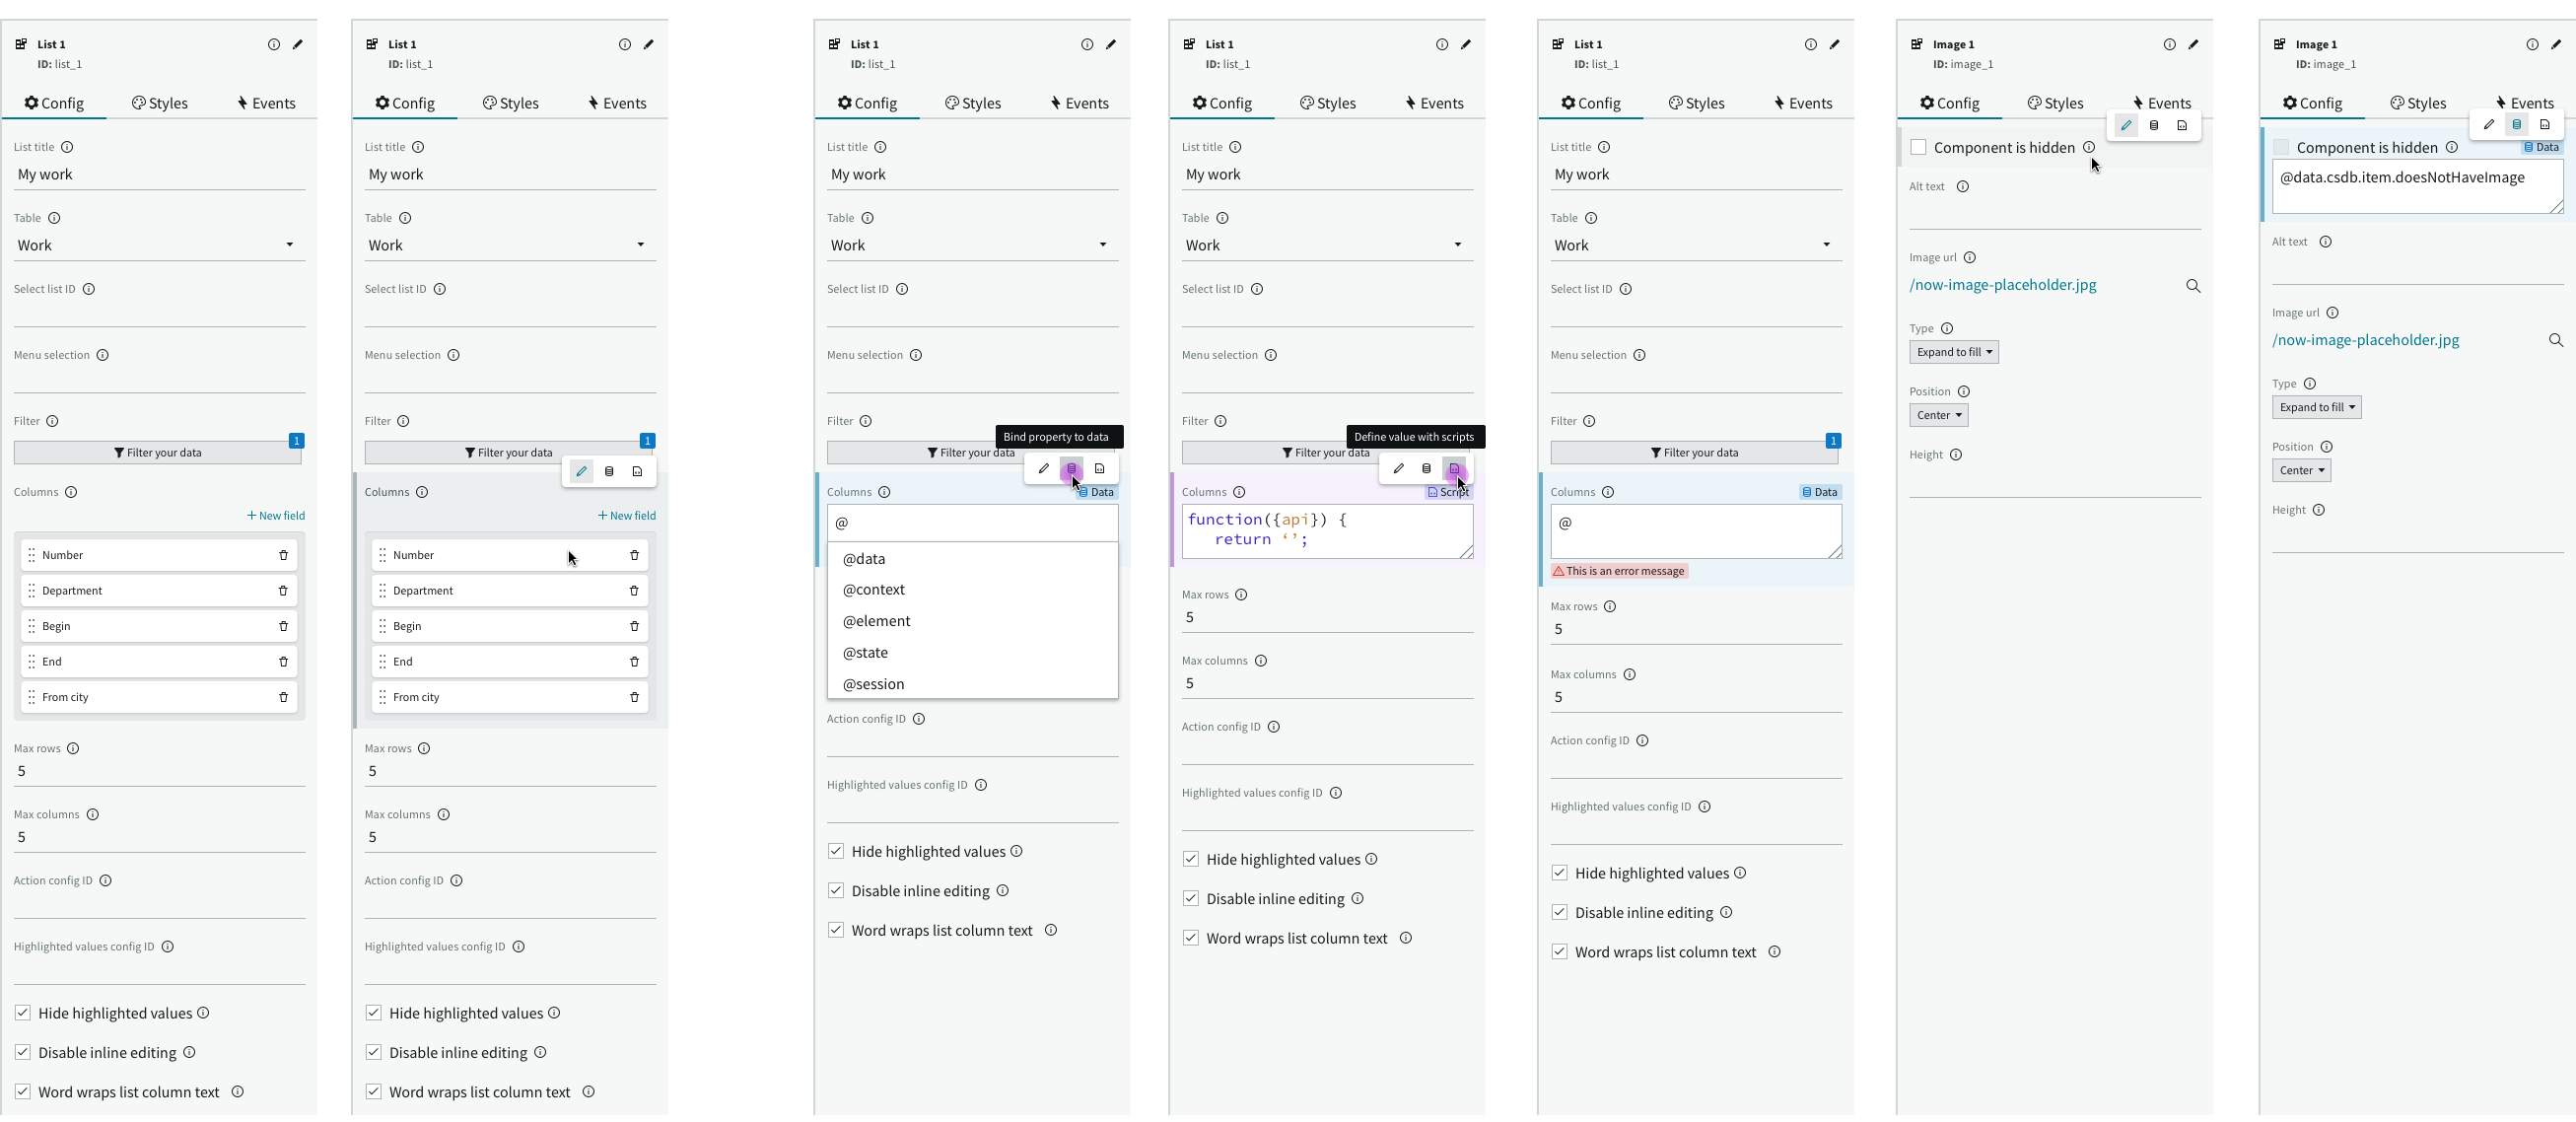 List 1
ID: list_1
Config
Styles
Events
List title
My work
Table
Work
Select list ID
Menu selection
Filter
1
Filter your data
Columns
+ New field
Number
Department
Begin
End
From city
Max rows
5
Max columns
5
Action config ID
Highlighted values config ID
Hide highlighted values
Disable inline editing
Word wraps list column text
List 1
ID: list_1
Config
Styles
Events
List title
My work
Table
Work
Select list ID
Menu selection
Filter
1
Filter your data
Columns
+ New field
Number
Department
Begin
End
From city
Max rows
5
Max columns
5
Action config ID
Highlighted values config ID
Hide highlighted values
Disable inline editing
Word wraps list column text
List 1
ID: list_1
Config
Styles
Events
List title
My work
Table
Work
Select list ID
Menu selection
Filter
Bind property to data
Filter your data
Columns
Data
@
@data
@context
@element
@state
@session
Action config ID
Highlighted values config ID
Hide highlighted values
Disable inline editing
Word wraps list column text
List 1
ID: list_1
Config
Styles
Events
List title
My work
Table
Work
Select list ID
Menu selection
Filter
Define value with scripts
Filter your data
Columns
Script
function({api}) {
return ‘’;
Max rows
5
Max columns
5
Action config ID
Highlighted values config ID
Hide highlighted values
Disable inline editing
Word wraps list column text
List 1
ID: list_1
Config
Styles
Events
List title
My work
Table
Work
Select list ID
Menu selection
Filter
1
Filter your data
Columns
Data
@
This is an error message
Max rows
5
Max columns
5
Action config ID
Highlighted values config ID
Hide highlighted values
Disable inline editing
Word wraps list column text
Image 1
ID: image_1
Config
Styles
Events
Component is hidden
Alt text
Image url
/now-image-placeholder.jpg
Type
Expand to fill
Position
Center
Height
Image 1
ID: image_1
Config
Styles
Events
Component is hidden
Data
@data.csdb.item.doesNotHaveImage
Alt text
Image url
/now-image-placeholder.jpg
Type
Expand to fill
Position
Center
Height